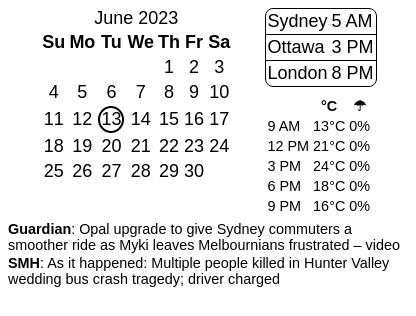 June 2023
Su Mo Tu We Th Fr Sa
1 2 3
4 5 6 7 8 9 10
11 12 13 14 15 16 17
18 19 20 21 22 23 24
25 26 27 28 29 30
Sydney 5 AM
Ottawa 3 PM
London 8 PM
°C ☂
9 AM 13°C 0%
12 PM 21°C 0%
3 PM 24°C 0%
6 PM 18°C 0%
9 PM 16°C 0%
Guardian: Opal upgrade to give Sydney commuters a
smoother ride as Myki leaves Melbournians frustrated – video
SMH: As it happened: Multiple people killed in Hunter Valley
wedding bus crash tragedy; driver charged